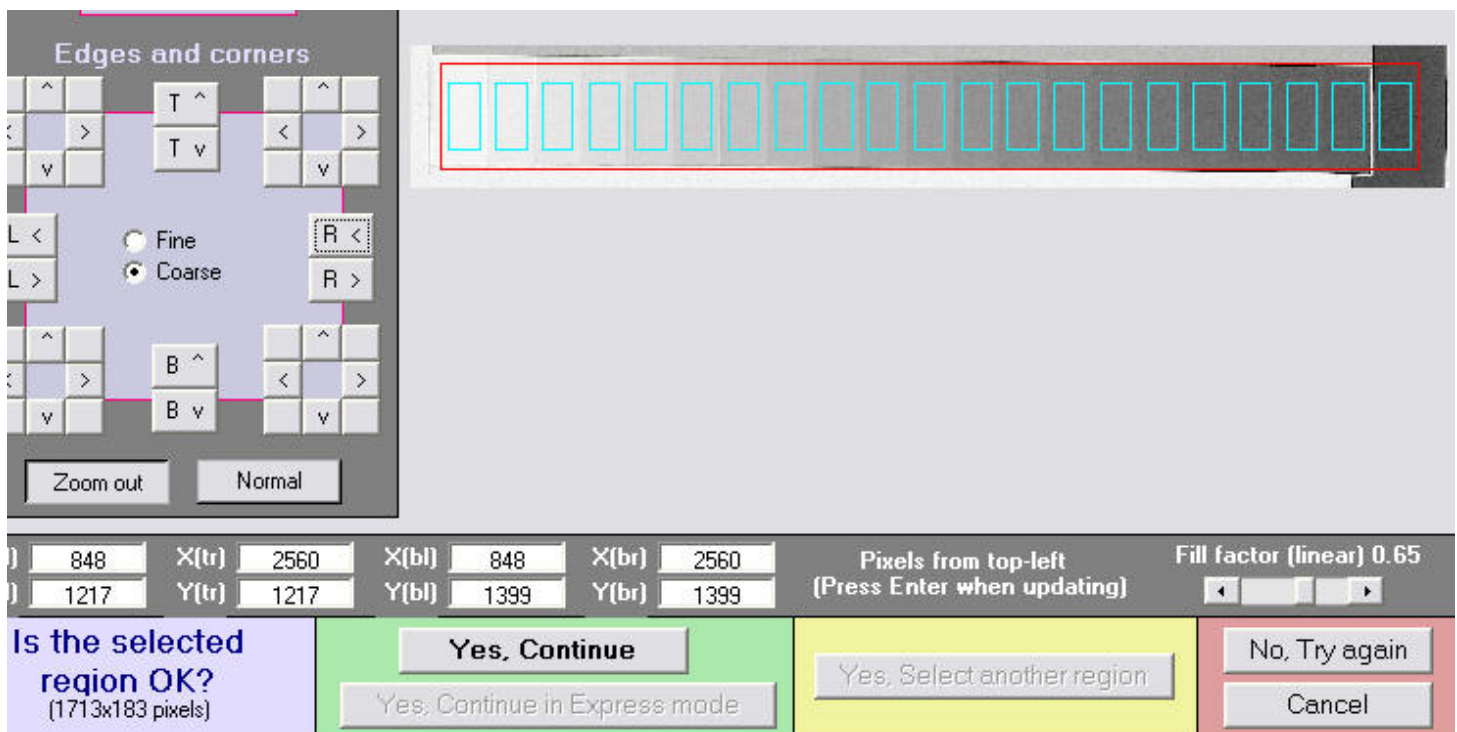 Edges and corners
^ T ^ ^
< > T v < >
v v
L < Fine R <
L > Coarse R >
^ B ^ ^
< > B v < >
v v
Zoom out Normal
848 X(tr) 2560 X(bl) 848 X(br) 2560 Pixels from top-left Fill factor (linear) 0.65
1217 Y(tr) 1217 Y(bl) 1399 Y(br) 1399 (Press Enter when updating)
Is the selected Yes, Continue No, Try again
region OK? Yes, Select another region
(1713x183 pixels) Yes, Continue in Express mode Cancel